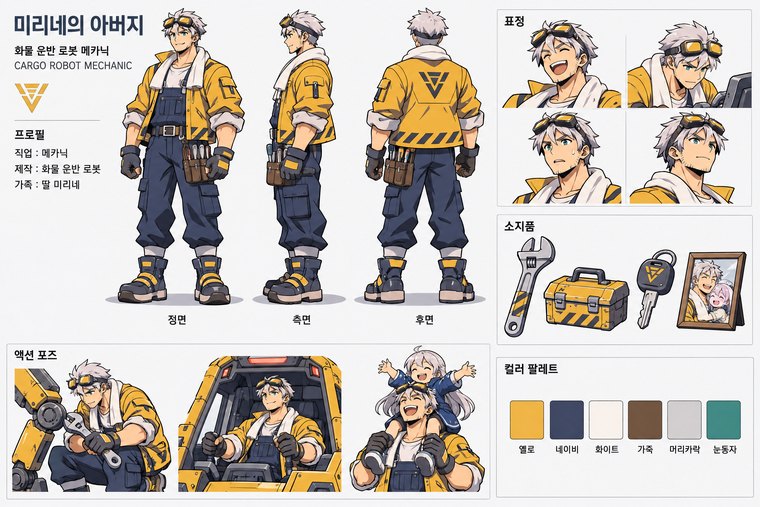 미리네의 아버지
화물 운반 로봇 메카닉
CARGO ROBOT MECHANIC
프로필
직업 : 메카닉
제작 : 화물 운반 로봇
가족 : 딸 미리네
정면
측면
후면
표정
소지품
액션 포즈
컬러 팔레트
옐로
네이비
화이트
가죽
머리카락
눈동자